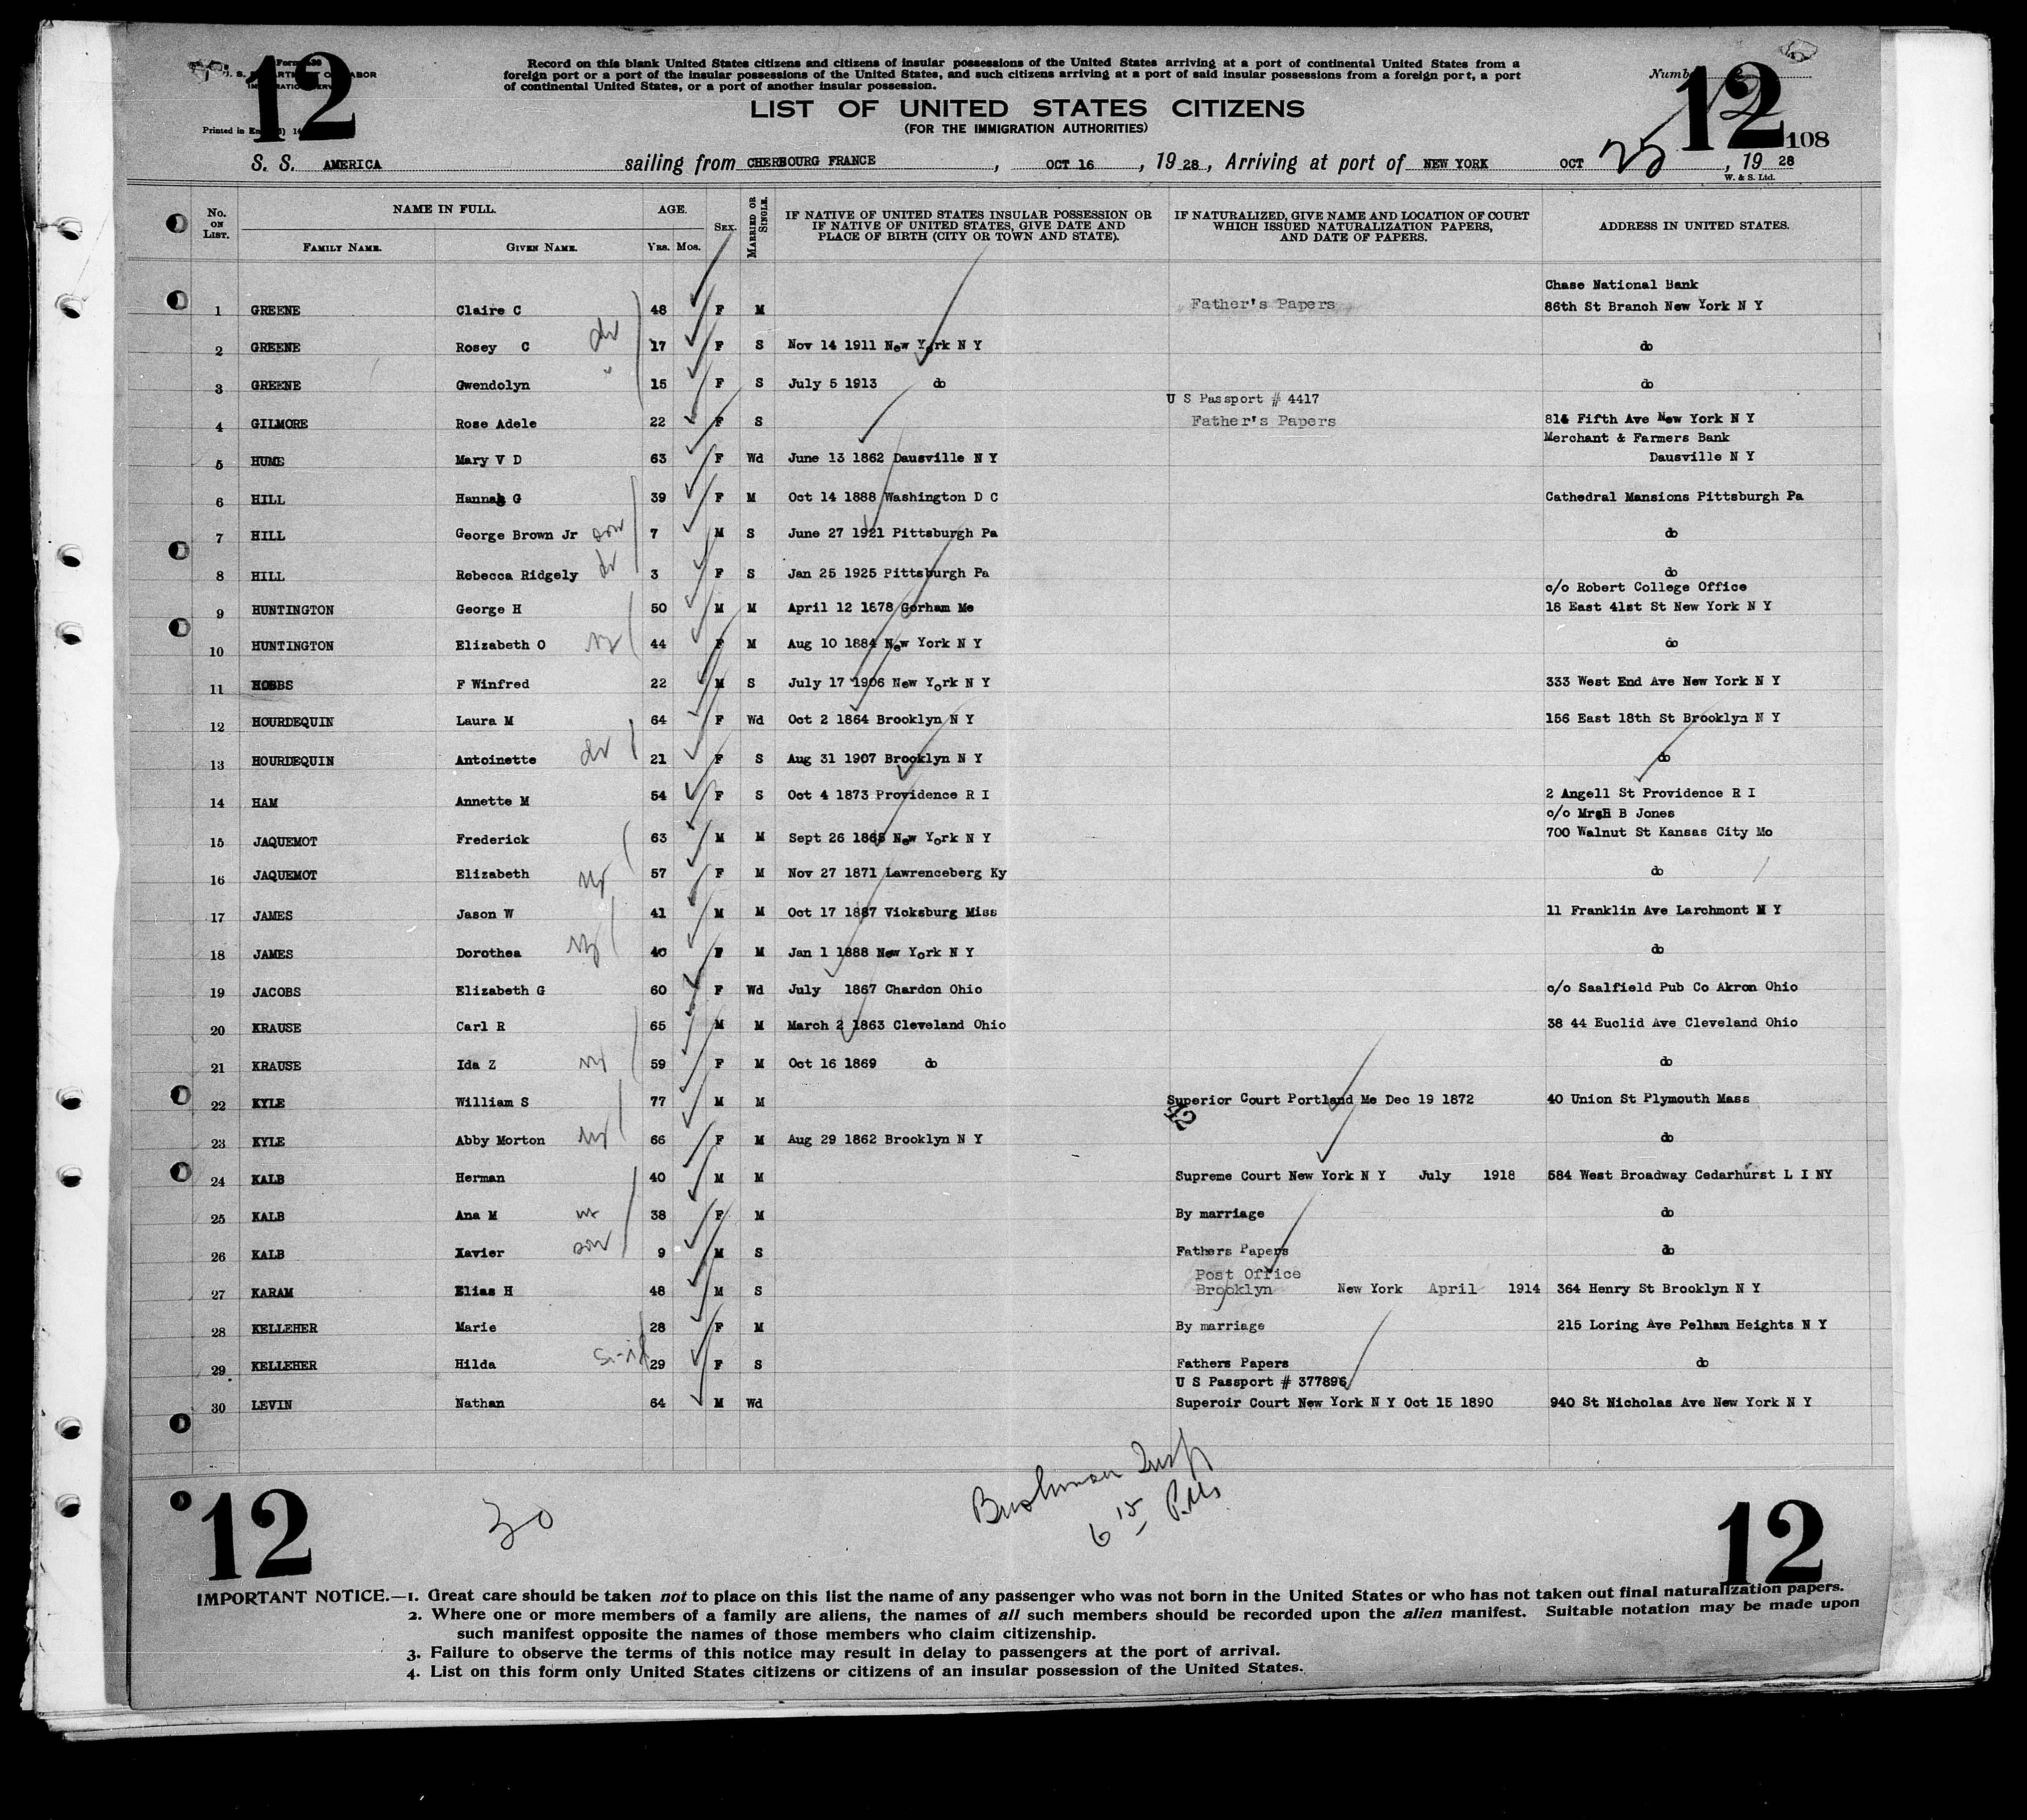 12
Form 630
U. S. DEPARTMENT OF LABOR
IMMIGRATION SERVICE
Printed in
Record on this blank United States citizens and citizens of insular possessions of the United States arriving at a port of continental United States from a
foreign port or a port of the insular possessions of the United States, and such citizens arriving at a port of said insular possessions from a foreign port, a port
of continental United States, or a port of another insular possession.
LIST OF UNITED STATES CITIZENS
(FOR THE IMMIGRATION AUTHORITIES)
Number
12
108
S. S. AMERICA sailing from CHERBOURG FRANCE, OCT 16, 1928, Arriving at port of NEW YORK OCT 25, 1928
W. & S. Ltd.
No. ON LIST. NAME IN FULL. AGE. SEX. MARRIED OR SINGLE. IF NATIVE OF UNITED STATES INSULAR POSSESSION OR IF NATIVE OF UNITED STATES, GIVE DATE AND PLACE OF BIRTH (CITY OR TOWN AND STATE). IF NATURALIZED, GIVE NAME AND LOCATION OF COURT WHICH ISSUED NATURALIZATION PAPERS, AND DATE OF PAPERS. ADDRESS IN UNITED STATES.
FAMILY NAME. GIVEN NAME. YRS. MOS.
Chase National Bank
1 GREENE Claire C 48 F M Father's Papers 86th St Branch New York N Y
2 GREENE Rosey C dr 17 F S Nov 14 1911 New York N Y do
3 GREENE Gwendolyn " 15 F S July 5 1913 do do
U S Passport # 4417
4 GILMORE Rose Adele 22 F S Father's Papers 814 Fifth Ave New York N Y
Merchant & Farmers Bank
5 HUME Mary V D 63 F Wd June 13 1862 Dausville N Y Dausville N Y
6 HILL Hannah G 39 F M Oct 14 1888 Washington D C Cathedral Mansions Pittsburgh Pa
7 HILL George Brown Jr son 7 M S June 27 1921 Pittsburgh Pa do
8 HILL Rebecca Ridgely dr 3 F S Jan 25 1925 Pittsburgh Pa do
c/o Robert College Office
9 HUNTINGTON George H 50 M M April 12 1878 Gorham Me 18 East 41st St New York N Y
10 HUNTINGTON Elizabeth O 44 F M Aug 10 1884 New York N Y do
11 HOBBS F Winfred 22 M S July 17 1906 New York N Y 333 West End Ave New York N Y
12 HOURDEQUIN Laura M 64 F Wd Oct 2 1864 Brooklyn N Y 156 East 18th St Brooklyn N Y
13 HOURDEQUIN Antoinette dr 21 F S Aug 31 1907 Brooklyn N Y do
14 HAM Annette M 54 F S Oct 4 1873 Providence R I 2 Angell St Providence R I
c/o MrsH B Jones
15 JAQUEMOT Frederick 63 M M Sept 26 1865 New York N Y 700 Walnut St Kansas City Mo
16 JAQUEMOT Elizabeth 57 F M Nov 27 1871 Lawrenceberg Ky do
17 JAMES Jason W 41 M M Oct 17 1887 Vicksburg Miss 11 Franklin Ave Larchmont N Y
18 JAMES Dorothea 40 F M Jan 1 1888 New York N Y do
19 JACOBS Elizabeth G 60 F Wd July 1867 Chardon Ohio c/o Saalfield Pub Co Akron Ohio
20 KRAUSE Carl R 65 M M March 2 1863 Cleveland Ohio 38 44 Euclid Ave Cleveland Ohio
21 KRAUSE Ida Z 59 F M Oct 16 1869 do do
22 KYLE William S 77 M M Superior Court Portland Me Dec 19 1872 40 Union St Plymouth Mass
42
23 KYLE Abby Morton 66 F M Aug 29 1862 Brooklyn N Y do
24 KALB Herman 40 M M Supreme Court New York N Y July 1918 584 West Broadway Cedarhurst L I NY
25 KALB Ana M 38 F M By marriage do
26 KALB Xavier son 9 M S Fathers Papers do
Post Office
27 KARAM Elias H 48 M S Brooklyn New York April 1914 364 Henry St Brooklyn N Y
28 KELLEHER Marie 28 F M By marriage 215 Loring Ave Pelham Heights N Y
29 KELLEHER Hilda 29 F S Fathers Papers do
U S Passport # 377896
30 LEVIN Nathan 64 M Wd Superoir Court New York N Y Oct 15 1890 940 St Nicholas Ave New York N Y
30
Bushman Insp
6 15 P.M.
12
12
IMPORTANT NOTICE.—1. Great care should be taken not to place on this list the name of any passenger who was not born in the United States or who has not taken out final naturalization papers.
2. Where one or more members of a family are aliens, the names of all such members should be recorded upon the alien manifest. Suitable notation may be made upon
such manifest opposite the names of those members who claim citizenship.
3. Failure to observe the terms of this notice may result in delay to passengers at the port of arrival.
4. List on this form only United States citizens or citizens of an insular possession of the United States.